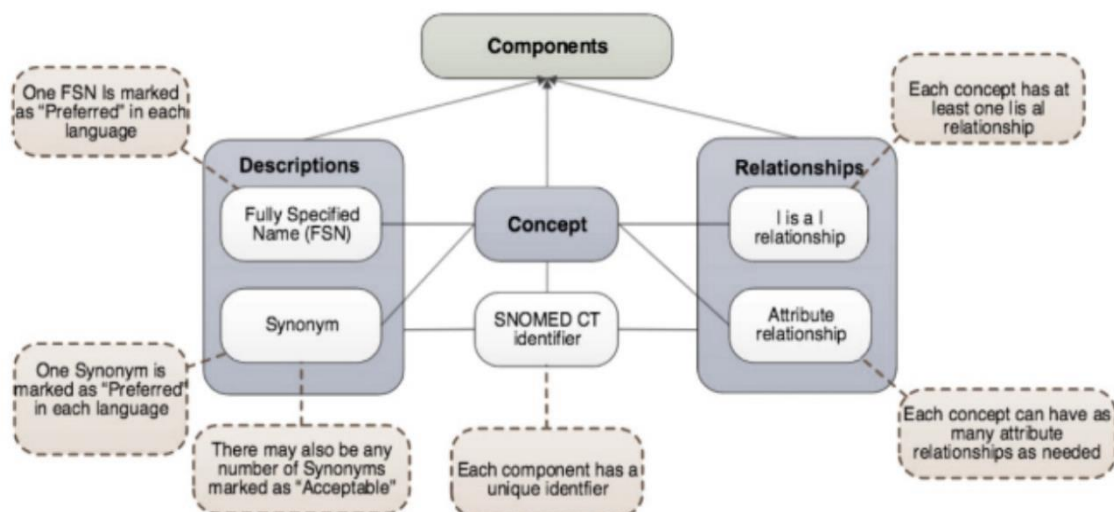 Components
One FSN Is marked
as "Preferred" in each
language
Each concept has at
least one l is al
relationship
Descriptions
Fully Specified
Name (FSN)
Synonym
Concept
SNOMED CT
identifier
Relationships
l is a l
relationship
Attribute
relationship
One Synonym is
marked as "Preferred"
in each language
There may also be any
number of Synonyms
marked as “Acceptable”
Each component has a
unique identfier
Each concept can have as
many attribute
relationships as needed